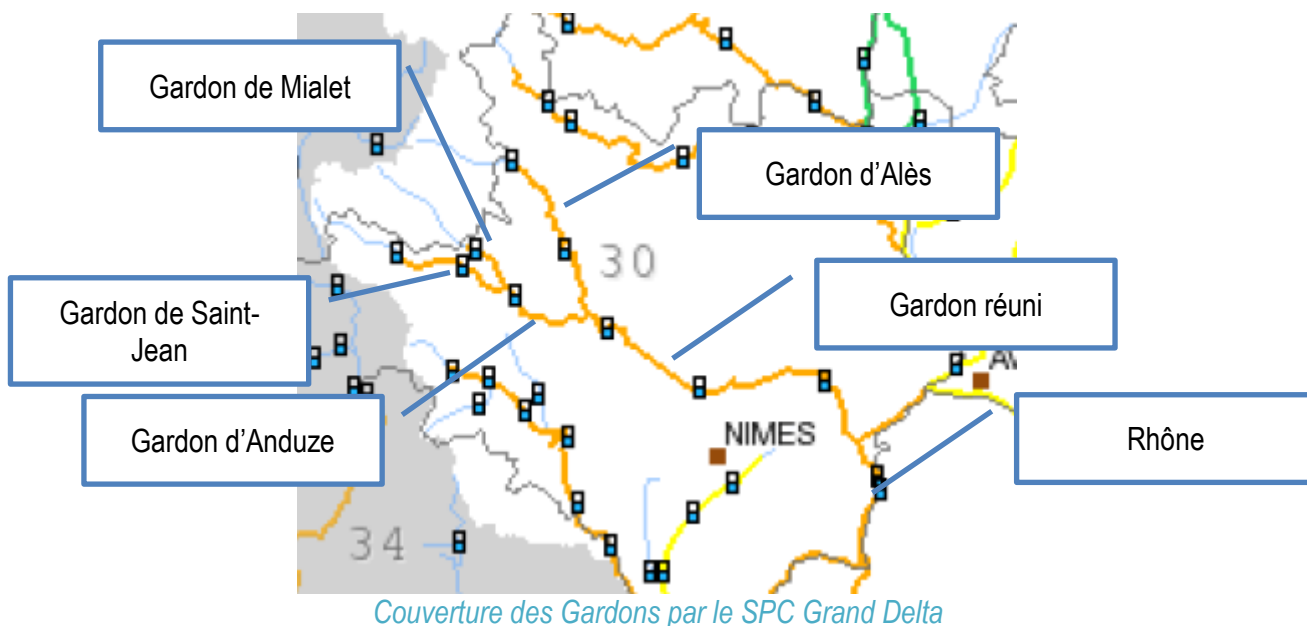 Gardon de Mialet
Gardon d'Alès
30
Gardon réuni
Gardon de Saint-
Jean
AV
Gardon d'Anduze
NIMES
Rhône
34
Couverture des Gardons par le SPC Grand Delta